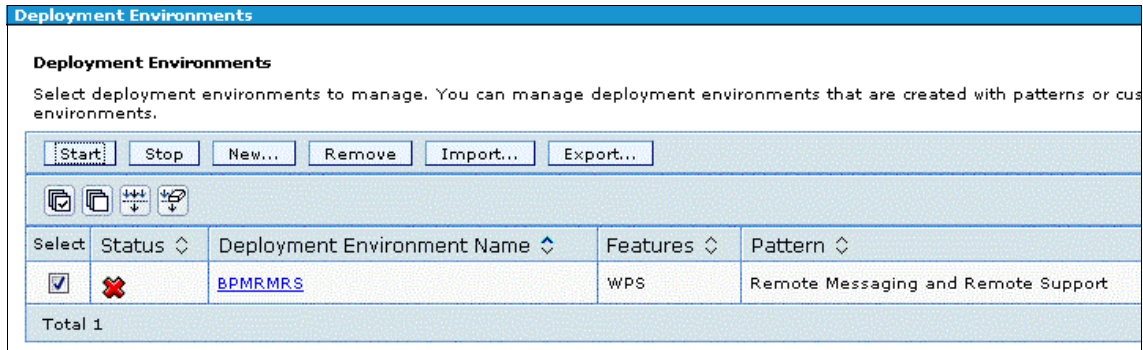 Deployment Environments
Deployment Environments
Select deployment environments to manage. You can manage deployment environments that are created with patterns or cus
environments.
Start Stop New... Remove Import... Export...
Select Status Deployment Environment Name Features Pattern
BPMRMRS WPS Remote Messaging and Remote Support
Total 1